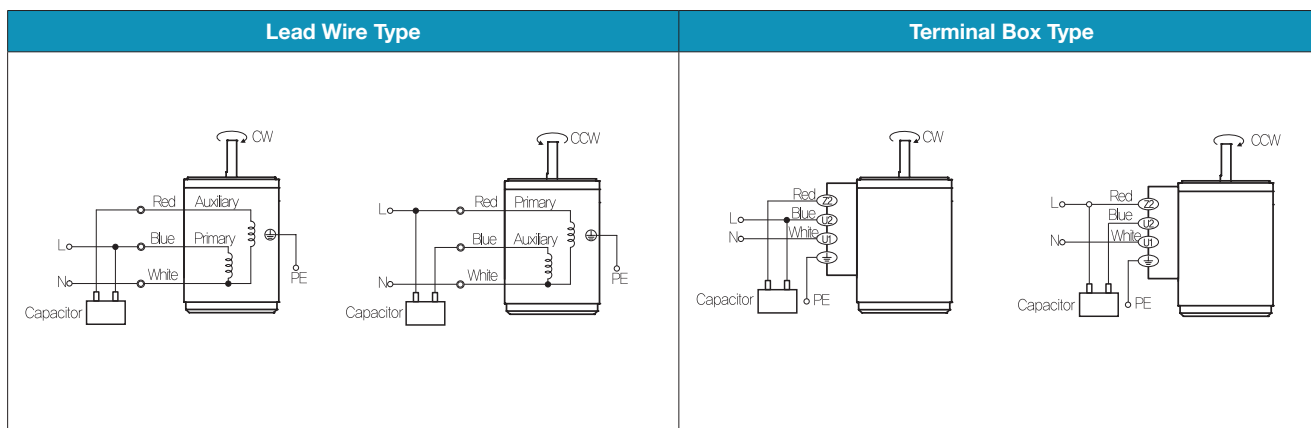 Lead Wire Type
Terminal Box Type
CW
Red
Auxiliary
L
Blue
Primary
N
White
PE
Capacitor
CCW
L
Red
Primary
Blue
Auxiliary
N
White
PE
Capacitor
CW
Red
Z2
L
Blue
U2
N
White
U1
Capacitor
PE
CCW
L
Red
Z2
Blue
U2
N
White
U1
Capacitor
PE